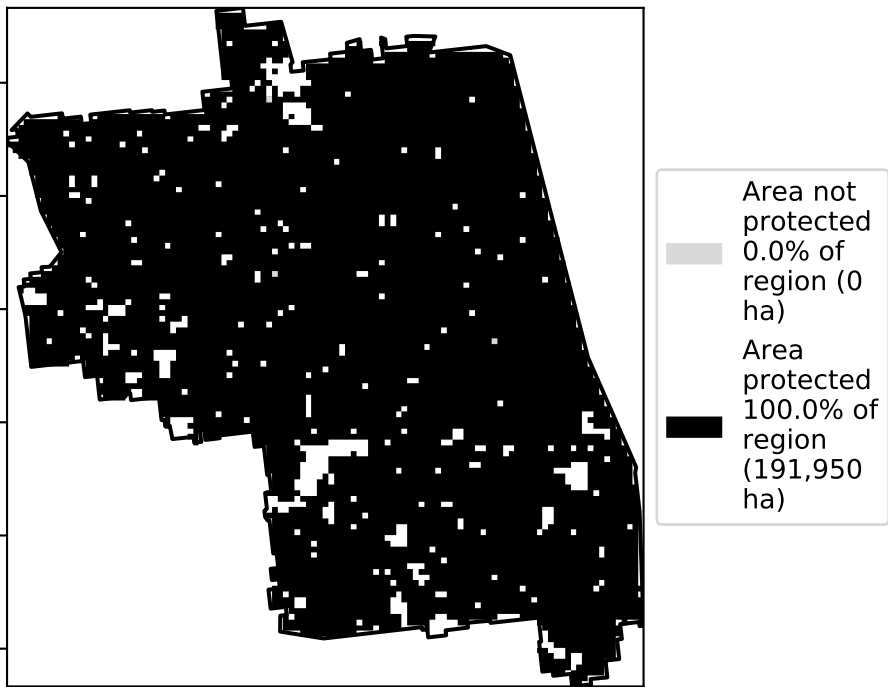 Area not
protected
0.0% of
region (0
ha)
Area
protected
100.0% of
region
(191,950
ha)